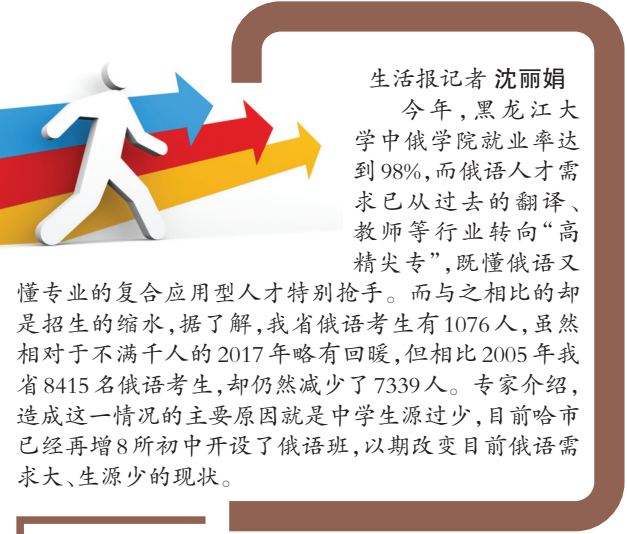 生活报记者 沈丽娟
今年,黑龙江大
学中俄学院就业率达
到98%,而俄语人才需
求已从过去的翻译、
教师等行业转向“高
精尖专”,既懂俄语又
懂专业的复合应用型人才特别抢手。而与之相比的却
是招生的缩水,据了解,我省俄语考生有1076人,虽然
相对于不满千人的2017年略有回暖,但相比2005年我
省8415名俄语考生,却仍然减少了7339人。专家介绍,
造成这一情况的主要原因就是中学生源过少,目前哈市
已经再增8所初中开设了俄语班,以期改变目前俄语需
求大、生源少的现状。